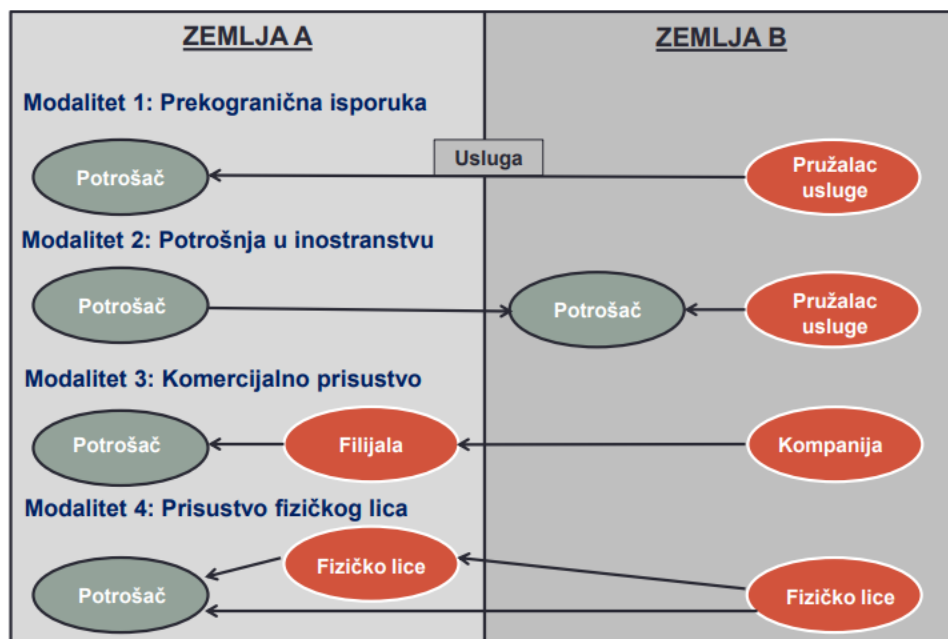 ZEMLJA A
ZEMLJA B
Modalitet 1: Prekogranična isporuka
Usluga
Potrošač
Pružalac
usluge
Modalitet 2: Potrošnja u inostranstvu
Potrošač
Potrošač
Pružalac
usluge
Modalitet 3: Komercijalno prisustvo
Potrošač
Filijala
Kompanija
Modalitet 4: Prisustvo fizičkog lica
Fizičko lice
Potrošač
Fizičko lice